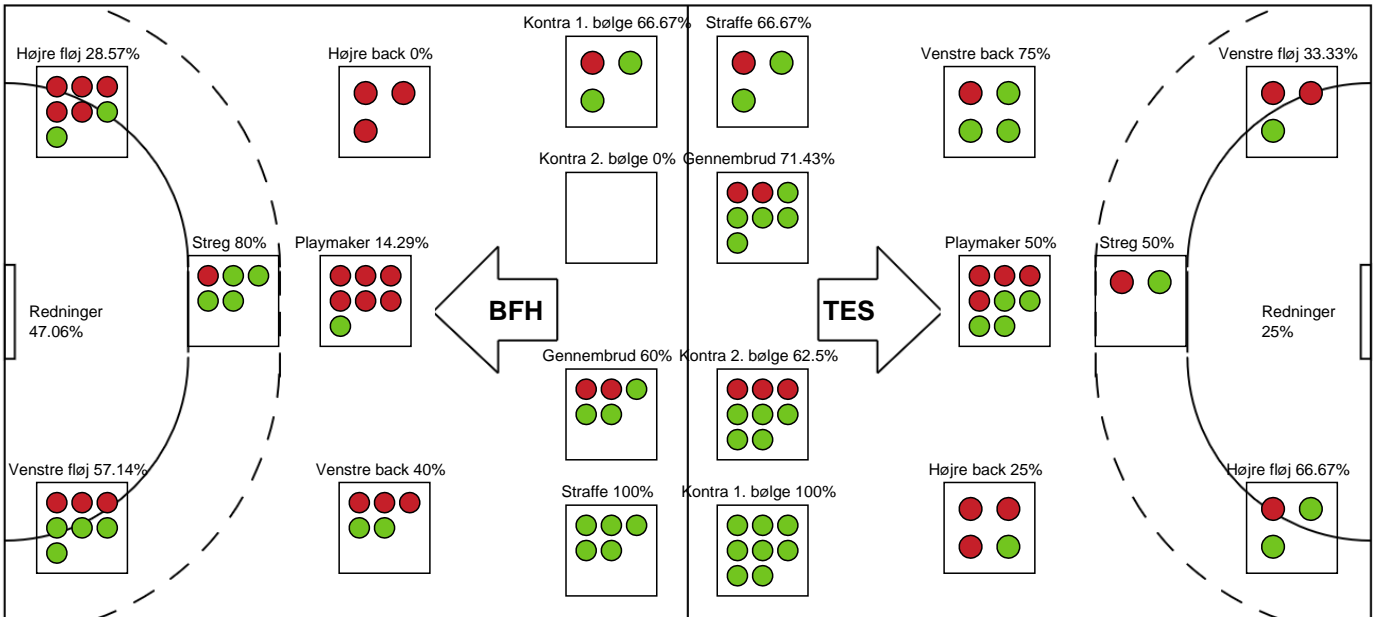 Kontra 1. bølge 66.67%
Straffe 66.67%
Højre fløj 28.57%
Højre back 0%
Venstre back 75%
Venstre fløj 33.33%
Kontra 2. bølge 0%
Gennembrud 71.43%
Streg 80%
Playmaker 14.29%
Playmaker 50%
Streg 50%
Redninger
47.06%
BFH
TES
Redninger
25%
Gennembrud 60%
Kontra 2. bølge 62.5%
Venstre fløj 57.14%
Venstre back 40%
Højre back 25%
Højre fløj 66.67%
Straffe 100%
Kontra 1. bølge 100%